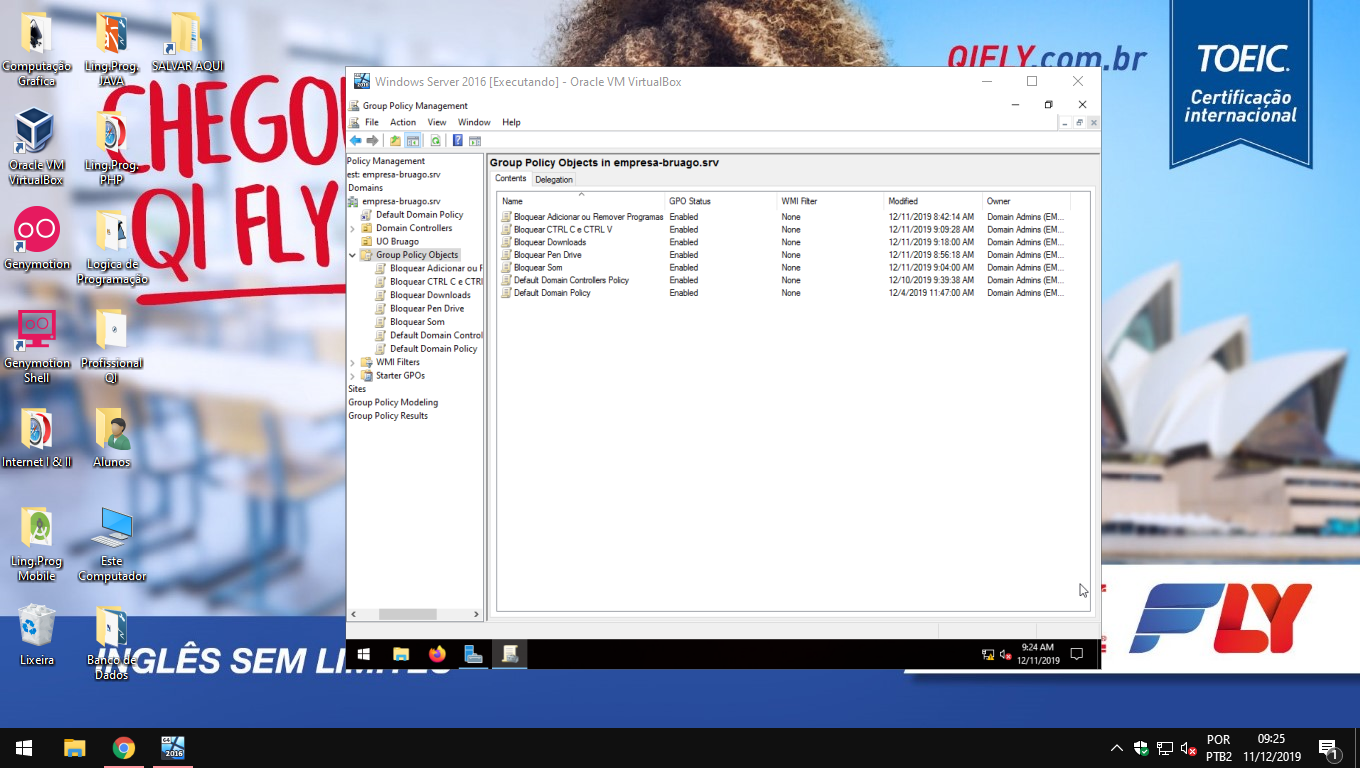 Computação
Gráfica
Ling.Prog.
JAVA
SALVAR AQUI
Oracle VM
VirtualBox
Ling.Prog.
PHP
Genymotion
Logica de
Programação
Genymotion
Shell
Profissional
QI
Internet I & II
Alunos
Ling.Prog
Mobile
Este
Computador
Lixeira
Banco de
Dados
QIFLY.com.br
TOEIC.
Certificação
internacional
QI FLY
INGLÊS SEM
FLY
Windows Server 2016 [Executando] - Oracle VM VirtualBox
Group Policy Management
File Action View Window Help
Policy Management
est: empresa-bruago.srv
Domains
empresa-bruago.srv
Default Domain Policy
Domain Controllers
UO Bruago
Group Policy Objects
Bloquear Adicionar ou F
Bloquear CTRL C e CTRI
Bloquear Downloads
Bloquear Pen Drive
Bloquear Som
Default Domain Control
Default Domain Policy
WMI Filters
Starter GPOs
Sites
Group Policy Modeling
Group Policy Results
Group Policy Objects in empresa-bruago.srv
Contents Delegation
Name GPO Status WMI Filter Modified Owner
Bloquear Adicionar ou Remover Programas Enabled None 12/11/2019 8:42:14 AM Domain Admins (EM...
Bloquear CTRL C e CTRL V Enabled None 12/11/2019 9:09:28 AM Domain Admins (EM...
Bloquear Downloads Enabled None 12/11/2019 9:18:00 AM Domain Admins (EM...
Bloquear Pen Drive Enabled None 12/11/2019 8:56:18 AM Domain Admins (EM...
Bloquear Som Enabled None 12/11/2019 9:04:00 AM Domain Admins (EM...
Default Domain Controllers Policy Enabled None 12/10/2019 9:39:38 AM Domain Admins (EM...
Default Domain Policy Enabled None 12/4/2019 11:47:00 AM Domain Admins (EM...
9:24 AM
12/11/2019
2016
POR
PTB2
09:25
11/12/2019
1